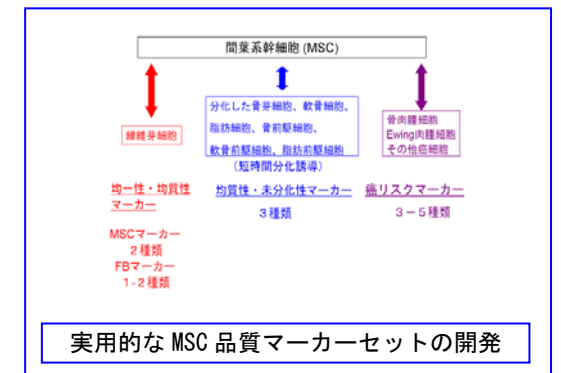 間葉系幹細胞 (MSC)
線維芽細胞
分化した骨芽細胞、軟骨細胞、
脂肪細胞、骨前駆細胞、
軟骨前駆細胞、脂肪前駆細胞
(短時間分化誘導)
骨肉腫細胞
Ewing肉腫細胞
その他癌細胞
均一性・均質性
マーカー
均質性・未分化性マーカー
3種類
癌リスクマーカー
3－5種類
MSCマーカー
2種類
FBマーカー
1-2種類
実用的な MSC 品質マーカーセットの開発